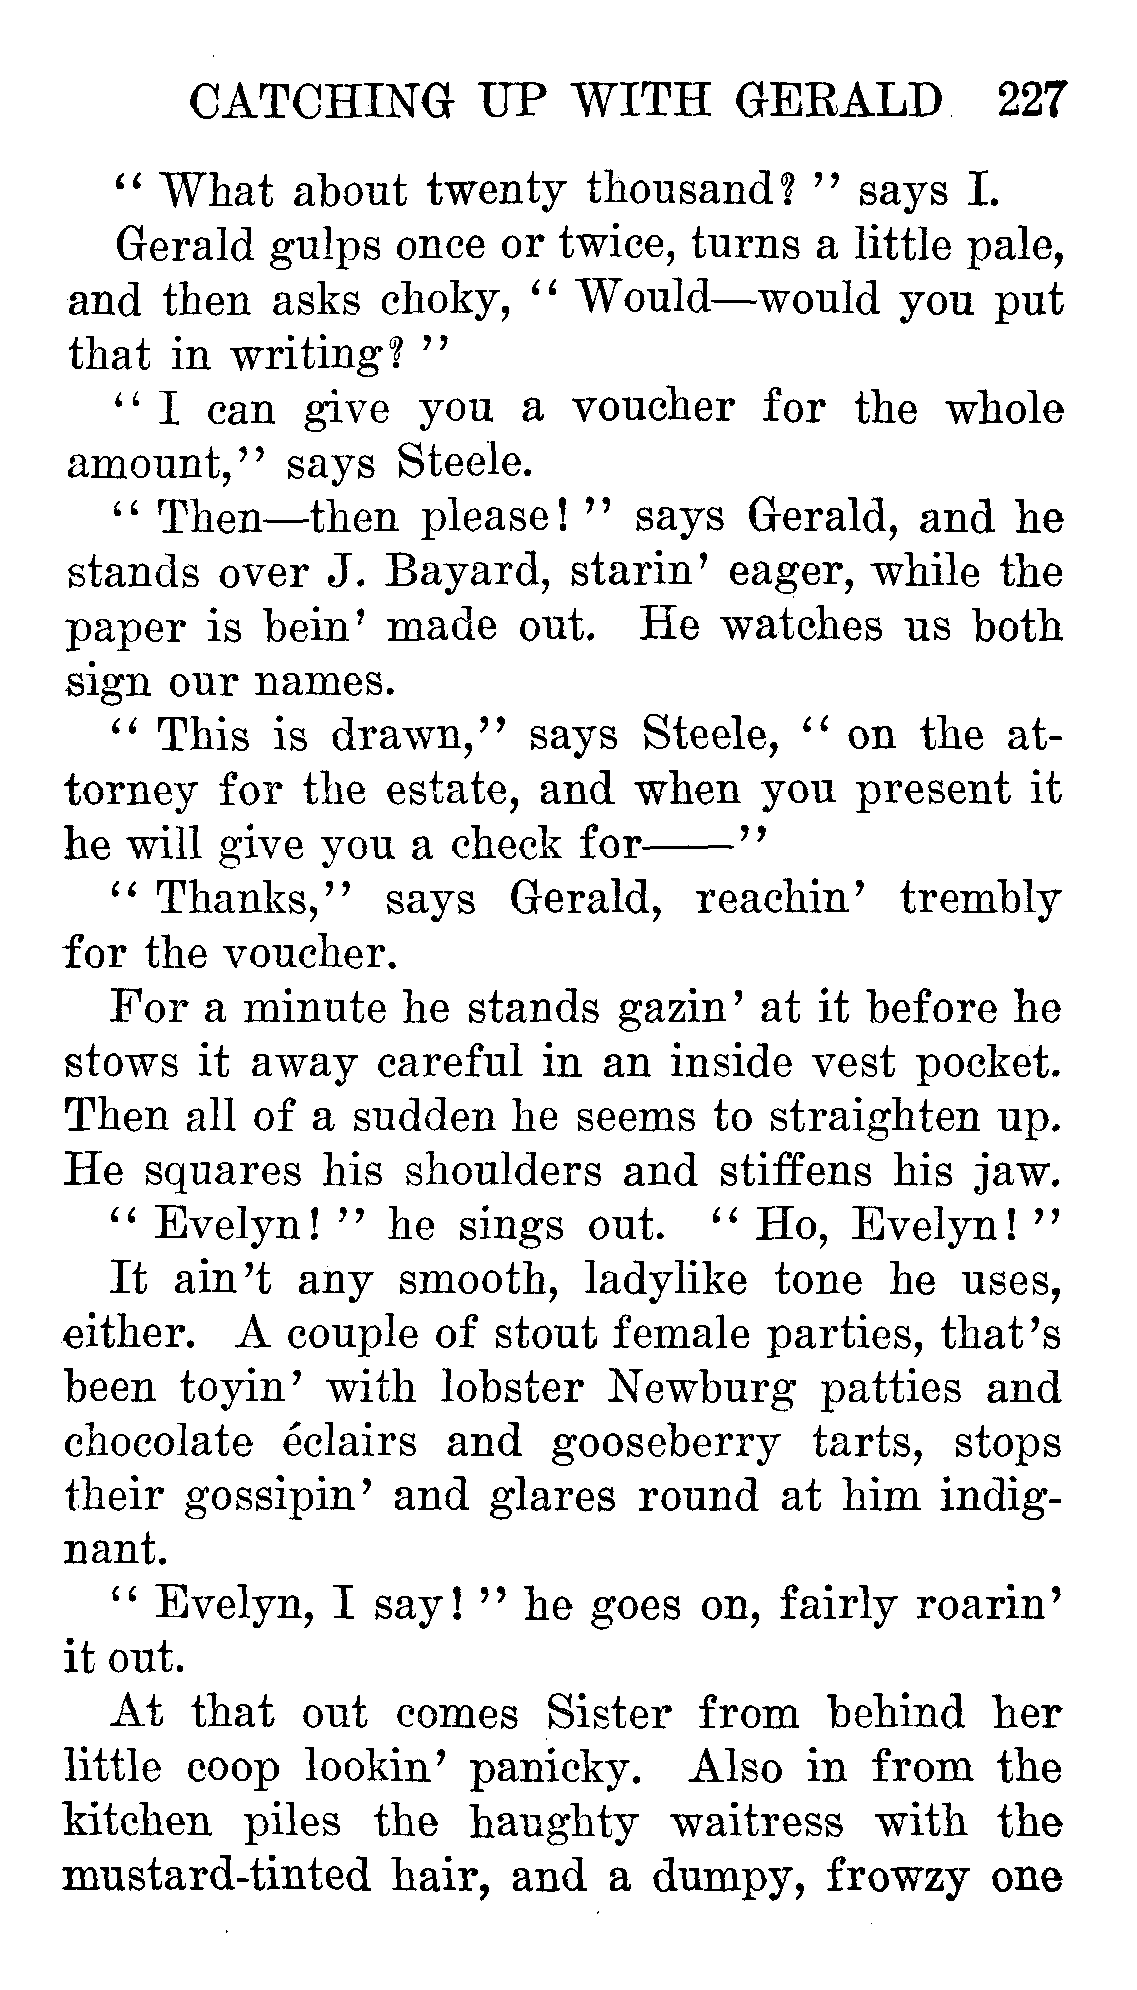 CATCHING UP WITH GERALD 227
" What about twenty thousand? " says I.
Gerald gulps once or twice, turns a little pale,
and then asks choky, " Would—would you put
that in writing? "
" I can give you a voucher for the whole
amount," says Steele.
" Then—then please! " says Gerald, and he
stands over J. Bayard, starin' eager, while the
paper is bein' made out. He watches us both
sign our names.
" This is drawn," says Steele, " on the at-
torney for the estate, and when you present it
he will give you a check for——"
" Thanks," says Gerald, reachin' trembly
for the voucher.
For a minute he stands gazin' at it before he
stows it away careful in an inside vest pocket.
Then all of a sudden he seems to straighten up.
He squares his shoulders and stiffens his jaw.
" Evelyn! " he sings out. " Ho, Evelyn! "
It ain't any smooth, ladylike tone he uses,
either. A couple of stout female parties, that's
been toyin' with lobster Newburg patties and
chocolate éclairs and gooseberry tarts, stops
their gossipin' and glares round at him indig-
nant.
" Evelyn, I say! " he goes on, fairly roarin'
it out.
At that out comes Sister from behind her
little coop lookin' panicky. Also in from the
kitchen piles the haughty waitress with the
mustard-tinted hair, and a dumpy, frowzy one